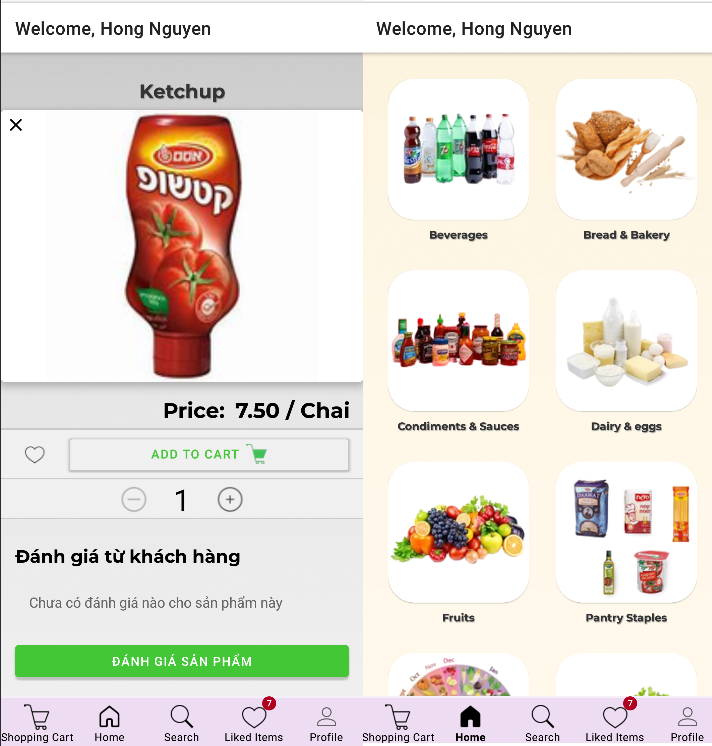 Welcome, Hong Nguyen
Ketchup
אסם
קטשופ
Price: 7.50 / Chai
ADD TO CART
1
Đánh giá từ khách hàng
Chưa có đánh giá nào cho sản phẩm này
ĐÁNH GIÁ SẢN PHẨM
7
Shopping Cart
Home
Search
Liked Items
Profile
Welcome, Hong Nguyen
Beverages
Bread & Bakery
Condiments & Sauces
Dairy & eggs
DAAWAT
Fruits
Pantry Staples
Oct Nov Dec Jan
7
Shopping Cart
Home
Search
Liked Items
Profile